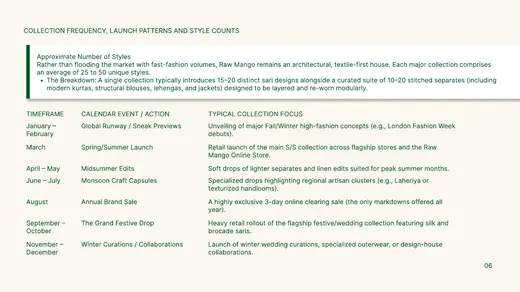 COLLECTION FREQUENCY, LAUNCH PATTERNS AND STYLE COUNTS
Approximate Number of Styles
Rather than flooding the market with fast-fashion volumes, Raw Mango remains an architectural, textile-first house. Each major collection comprises
an average of 25 to 50 unique styles.
• The Breakdown: A single collection typically introduces 15–20 distinct sari designs alongside a curated suite of 10–20 stitched separates (including
modern kurtas, structural blouses, lehengas, and jackets) designed to be layered and re-worn modularly.
TIMEFRAME CALENDAR EVENT / ACTION TYPICAL COLLECTION FOCUS
January – Global Runway / Sneak Previews Unveiling of major Fall/Winter high-fashion concepts (e.g., London Fashion Week
February debuts).
March Spring/Summer Launch Retail launch of the main S/S collection across flagship stores and the Raw
Mango Online Store.
April – May Midsummer Edits Soft drops of lighter separates and linen edits suited for peak summer months.
June – July Monsoon Craft Capsules Specialized drops highlighting regional artisan clusters (e.g., Laheriya or
texturized handlooms).
August Annual Brand Sale A highly exclusive 3-day online clearing sale (the only markdowns offered all
year).
September – The Grand Festive Drop Heavy retail rollout of the flagship festive/wedding collection featuring silk and
October brocade saris.
November – Winter Curations / Collaborations Launch of winter wedding curations, specialized outerwear, or design-house
December collaborations.
06